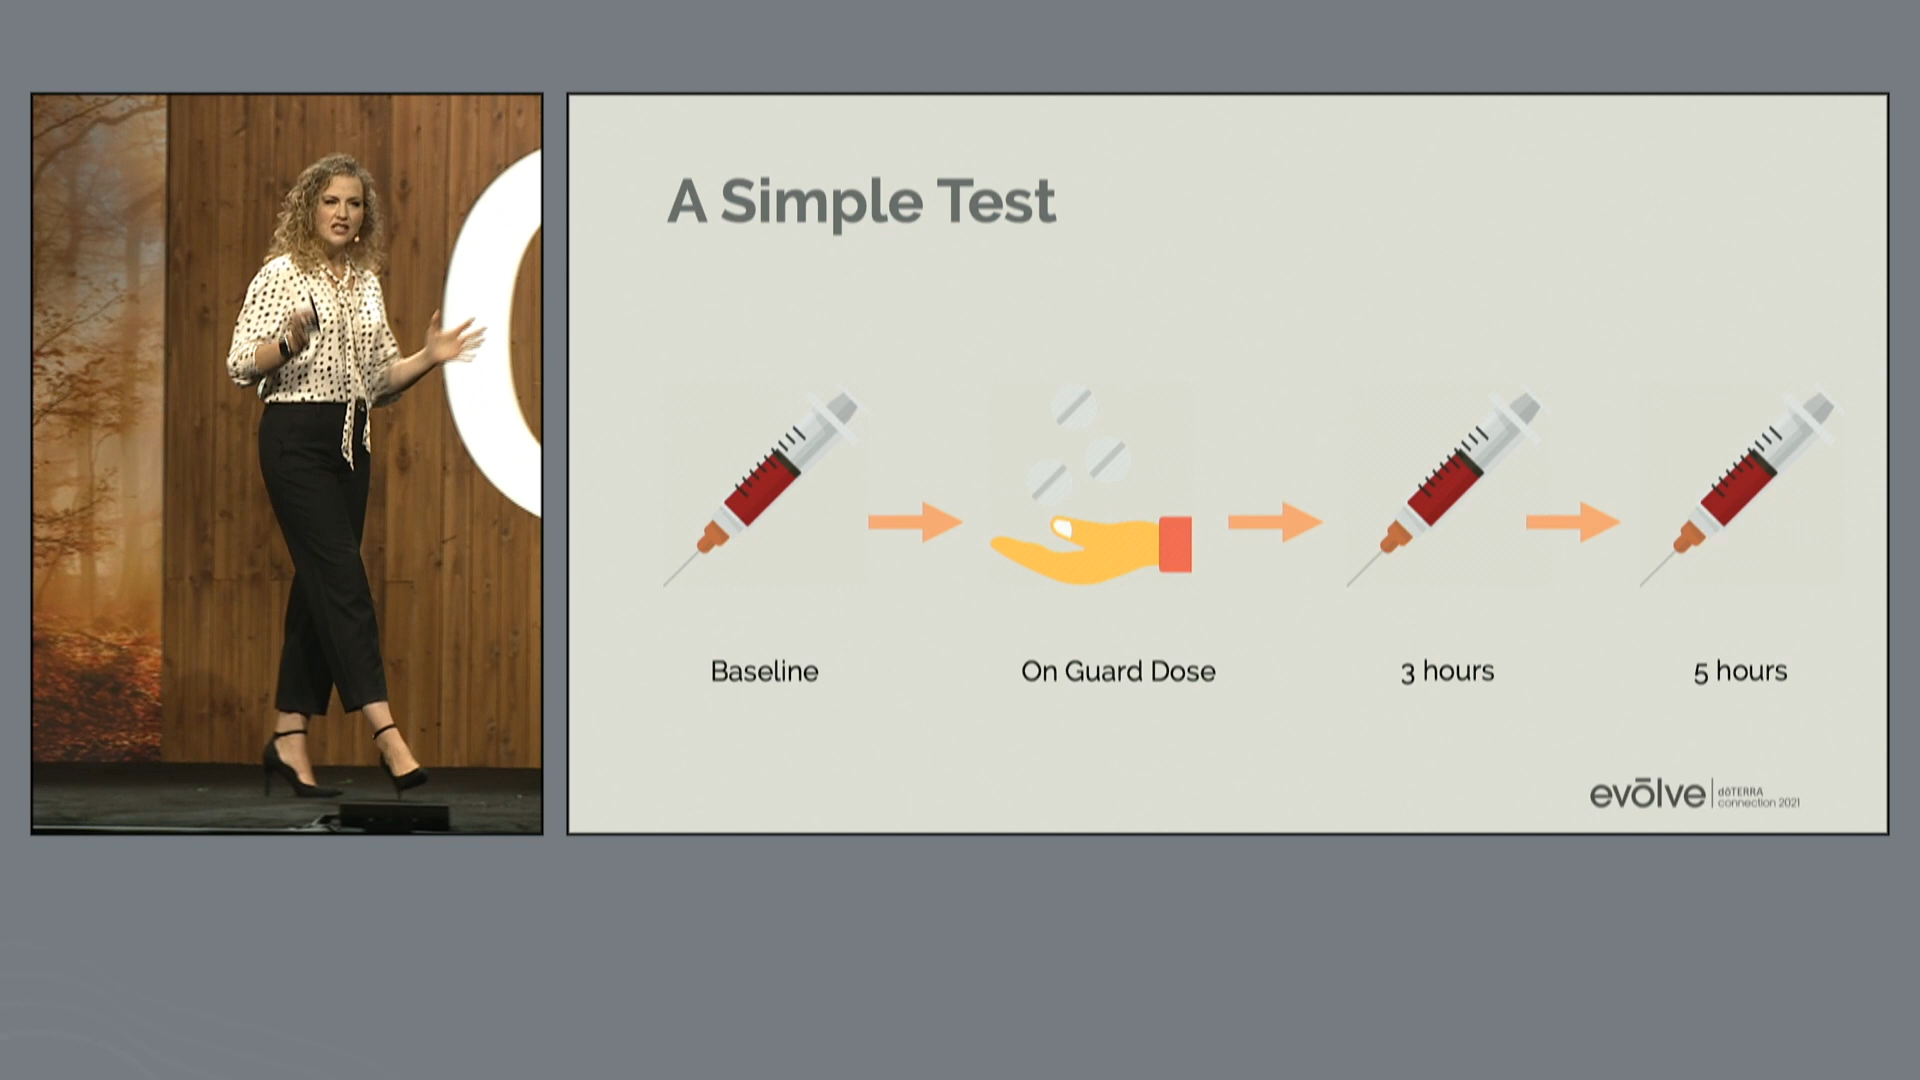 A Simple Test
Baseline
On Guard Dose
3 hours
5 hours
evōlve
dōTERRA
connection 2021